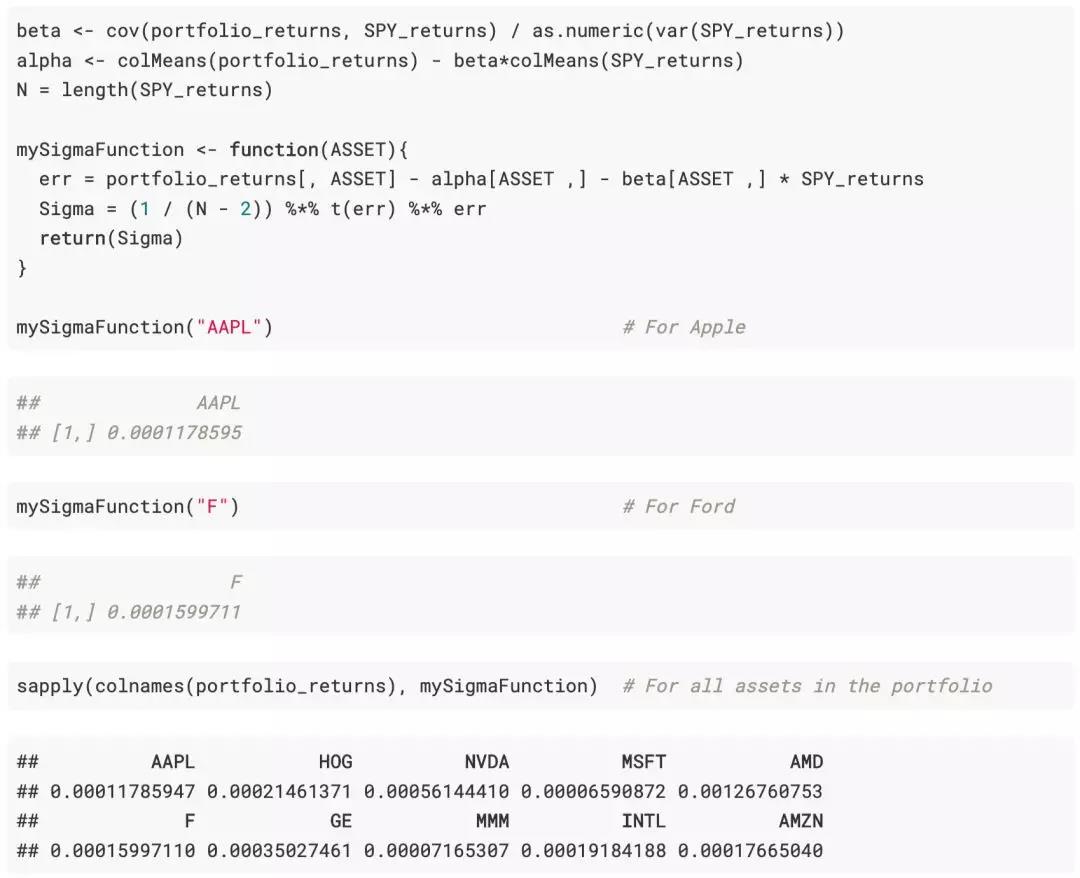 beta <- cov(portfolio_returns, SPY_returns) / as.numeric(var(SPY_returns))
alpha <- colMeans(portfolio_returns) - beta*colMeans(SPY_returns)
N = length(SPY_returns)
mySigmaFunction <- function(ASSET){
  err = portfolio_returns[, ASSET] - alpha[ASSET ,] - beta[ASSET ,] * SPY_returns
  Sigma = (1 / (N - 2)) %*% t(err) %*% err
  return(Sigma)
}
mySigmaFunction("AAPL") # For Apple
## AAPL
## [1,] 0.0001178595
mySigmaFunction("F") # For Ford
## F
## [1,] 0.0001599711
sapply(colnames(portfolio_returns), mySigmaFunction) # For all assets in the portfolio
## AAPL HOG NVDA MSFT AMD
## 0.00011785947 0.00021461371 0.00056144410 0.00006590872 0.00126760753
## F GE MMM INTL AMZN
## 0.00015997110 0.00035027461 0.00007165307 0.00019184188 0.00017665040